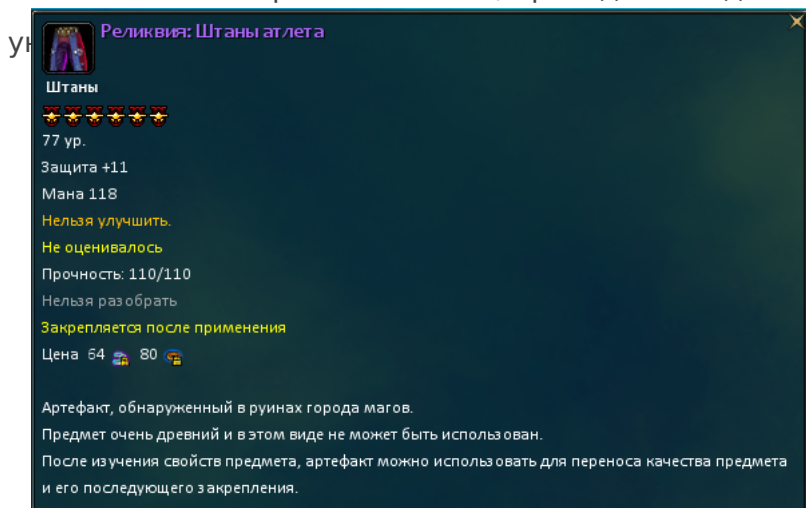 Реликвия: Штаны атлета
ун
Штаны
77 ур.
Защита +11
Мана 118
Нельзя улучшить.
Не оценивалось
Прочность: 110/110
Нельзя разобрать
Закрепляется после применения
Цена 64 80
Артефакт, обнаруженный в руинах города магов.
Предмет очень древний и в этом виде не может быть использован.
После изучения свойств предмета, артефакт можно использовать для переноса качества предмета
и его последующего закрепления.